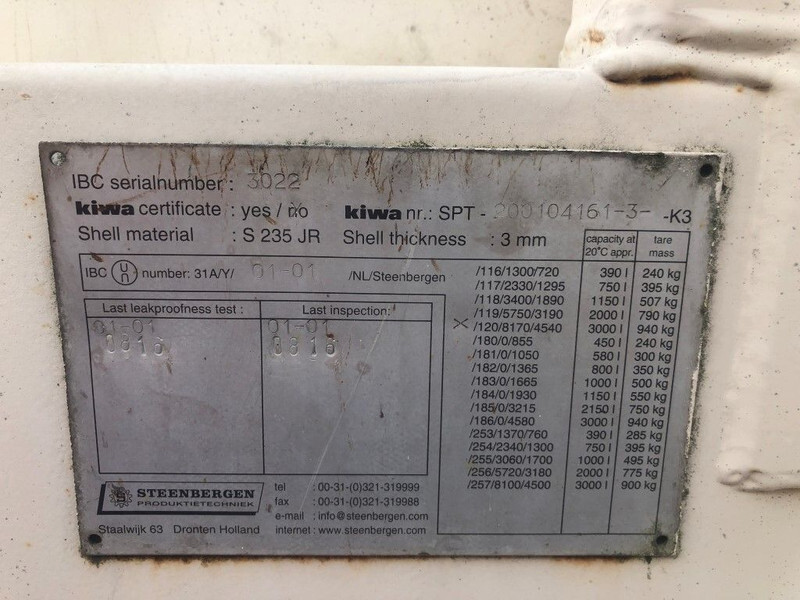 IBC serialnumber : 3022
kiwa certificate : yes / no kiwa nr.: SPT - 200104161-3- -K3
Shell material : S 235 JR Shell thickness : 3 mm
IBC un number: 31A/Y/ 01-01 /NL/Steenbergen
Last leakproofness test : Last inspection :
01-01 01-01
0316 0316
capacity at 20°C appr. tare mass
/116/1300/720 390 l 240 kg
/117/2330/1295 750 l 395 kg
/118/3400/1890 1150 l 507 kg
/119/5750/3190 2000 l 790 kg
X /120/8170/4540 3000 l 940 kg
/180/0/855 450 l 240 kg
/181/0/1050 580 l 300 kg
/182/0/1365 800 l 350 kg
/183/0/1665 1000 l 500 kg
/184/0/1930 1150 l 550 kg
/185/0/3215 2150 l 750 kg
/186/0/4580 3000 l 940 kg
/253/1370/760 390 l 285 kg
/254/2340/1300 750 l 395 kg
/255/3060/1700 1000 l 495 kg
/256/5720/3180 2000 l 775 kg
/257/8100/4500 3000 l 900 kg
STEENBERGEN
PRODUKTIETECHNIEK
Staalwijk 63 Dronten Holland
tel : 00-31-(0)321-319999
fax : 00-31-(0)321-319988
e-mail : info@steenbergen.com
internet : www.steenbergen.com